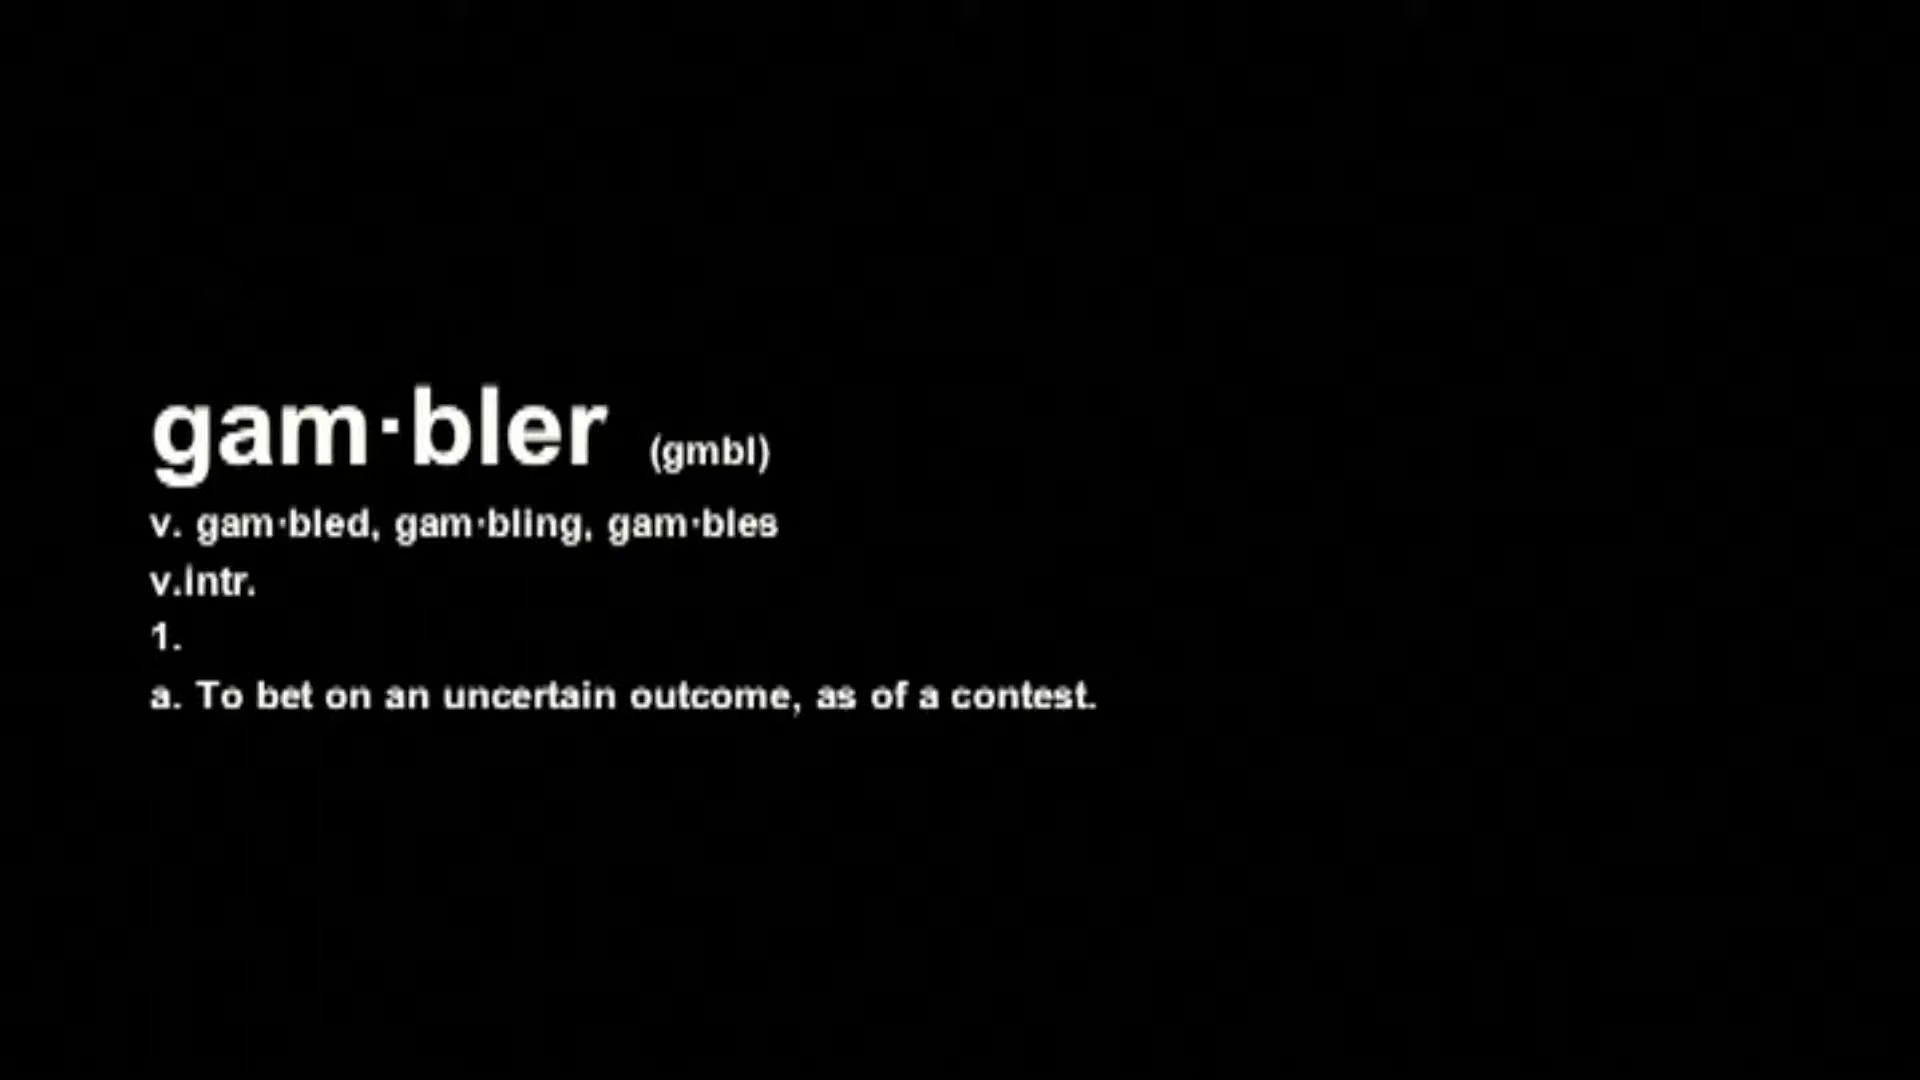 gam·bler (gmbl)
v. gam·bled, gam·bling, gam·bles
v.intr.
1.
a. To bet on an uncertain outcome, as of a contest.